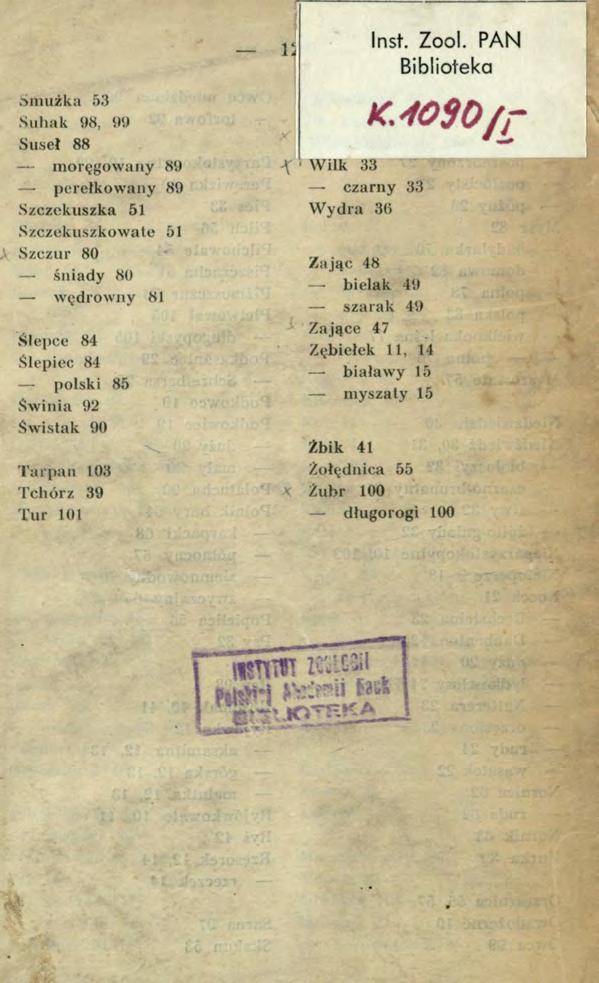 — 12
Inst. Zool. PAN
Biblioteka
K.1090/I
Smużka 53
Suhak 98, 99
Suseł 88
— moręgowany 89
— perełkowany 89
Szczekuszka 51
Szczekuszkowate 51
Szczur 80
— śniady 80
— wędrowny 81
Ślepce 84
Ślepiec 84
— polski 85
Świnia 92
Świstak 90
Tarpan 103
Tchórz 39
Tur 101
Wilk 33
— czarny 33
Wydra 36
Zając 48
— bielak 49
— szarak 49
Zające 47
Zębiełek 11, 14
— białawy 15
— myszaty 15
Żbik 41
Żołędnica 55
Żubr 100
— długorogi 100
INSTYTUT ZOOLOGII
Polskiej Akademii Nauk
BIBLIOTEKA